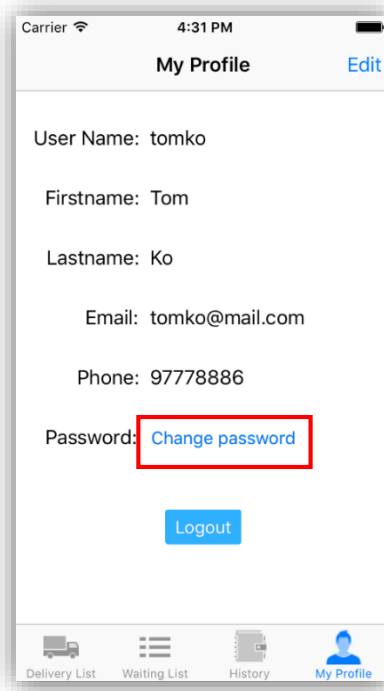 Carrier 4:31 PM
My Profile Edit
User Name: tomko
Firstname: Tom
Lastname: Ko
Email: tomko@mail.com
Phone: 97778886
Password: Change password
Logout
Delivery List Waiting List History My Profile